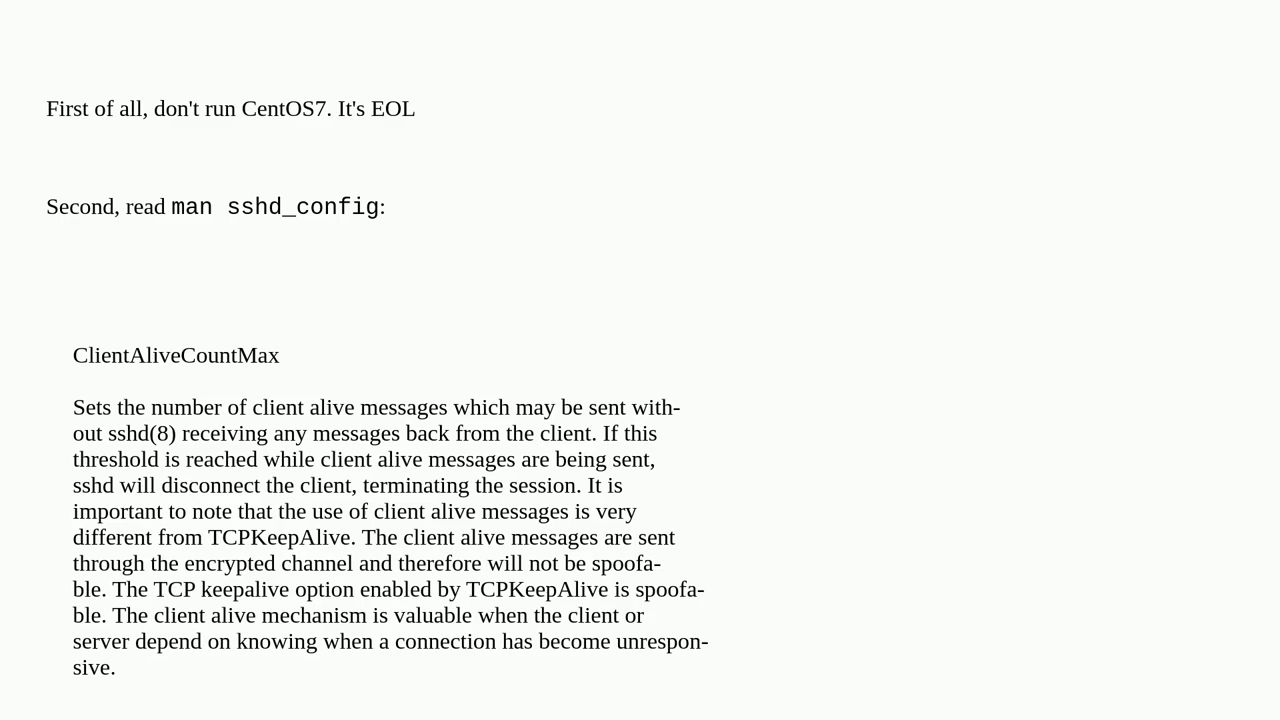 First of all, don't run CentOS7. It's EOL
Second, read man sshd_config:
ClientAliveCountMax
Sets the number of client alive messages which may be sent with-
out sshd(8) receiving any messages back from the client. If this
threshold is reached while client alive messages are being sent,
sshd will disconnect the client, terminating the session. It is
important to note that the use of client alive messages is very
different from TCPKeepAlive. The client alive messages are sent
through the encrypted channel and therefore will not be spoofa-
ble. The TCP keepalive option enabled by TCPKeepAlive is spoofa-
ble. The client alive mechanism is valuable when the client or
server depend on knowing when a connection has become unrespon-
sive.